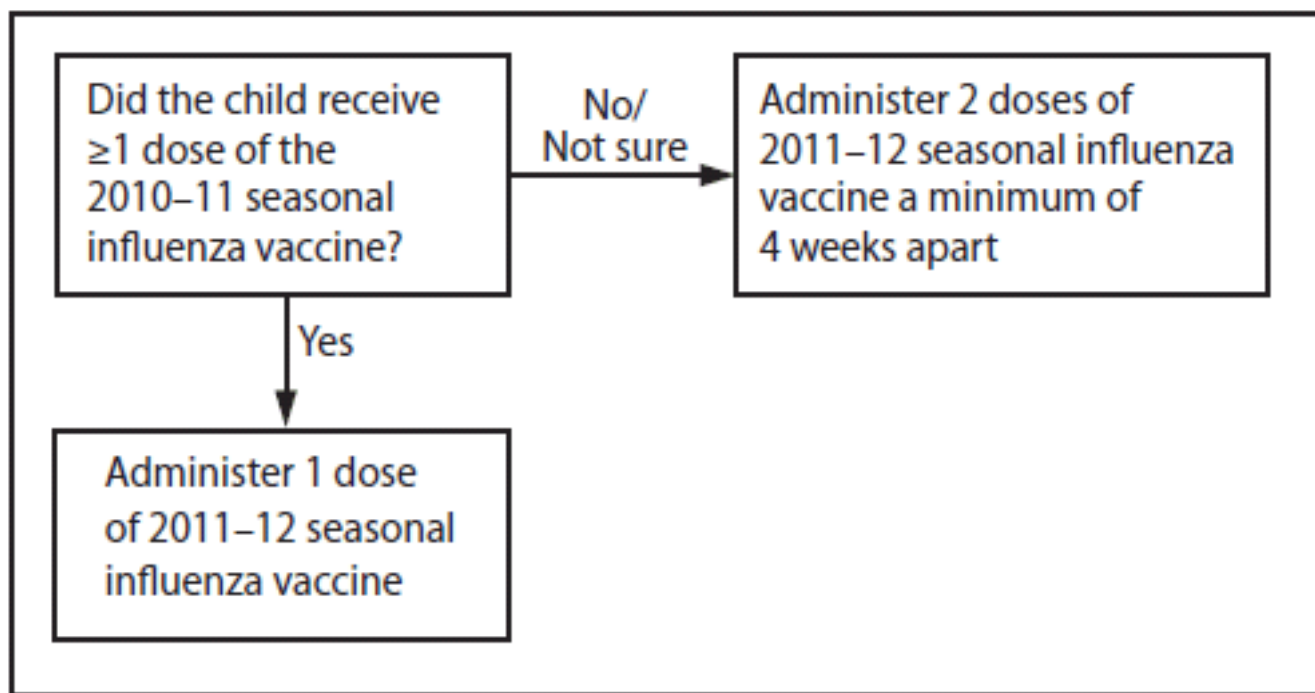 Did the child receive
≥1 dose of the
2010–11 seasonal
influenza vaccine?
No/
Not sure
Administer 2 doses of
2011–12 seasonal influenza
vaccine a minimum of
4 weeks apart
Yes
Administer 1 dose
of 2011–12 seasonal
influenza vaccine